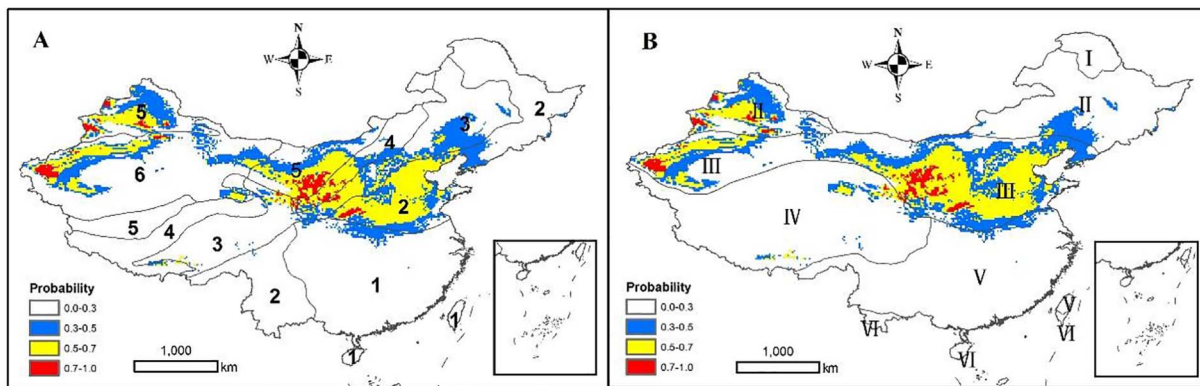 A
N
W E
S
5
6
5
4
3
2
1
5
4
3
2
2
1
1
Probability
0.0-0.3
0.3-0.5
0.5-0.7
0.7-1.0
1,000
km
B
N
W E
S
I
II
II
III
III
IV
V
V
VI
VI
VI
Probability
0.0-0.3
0.3-0.5
0.5-0.7
0.7-1.0
1,000
km